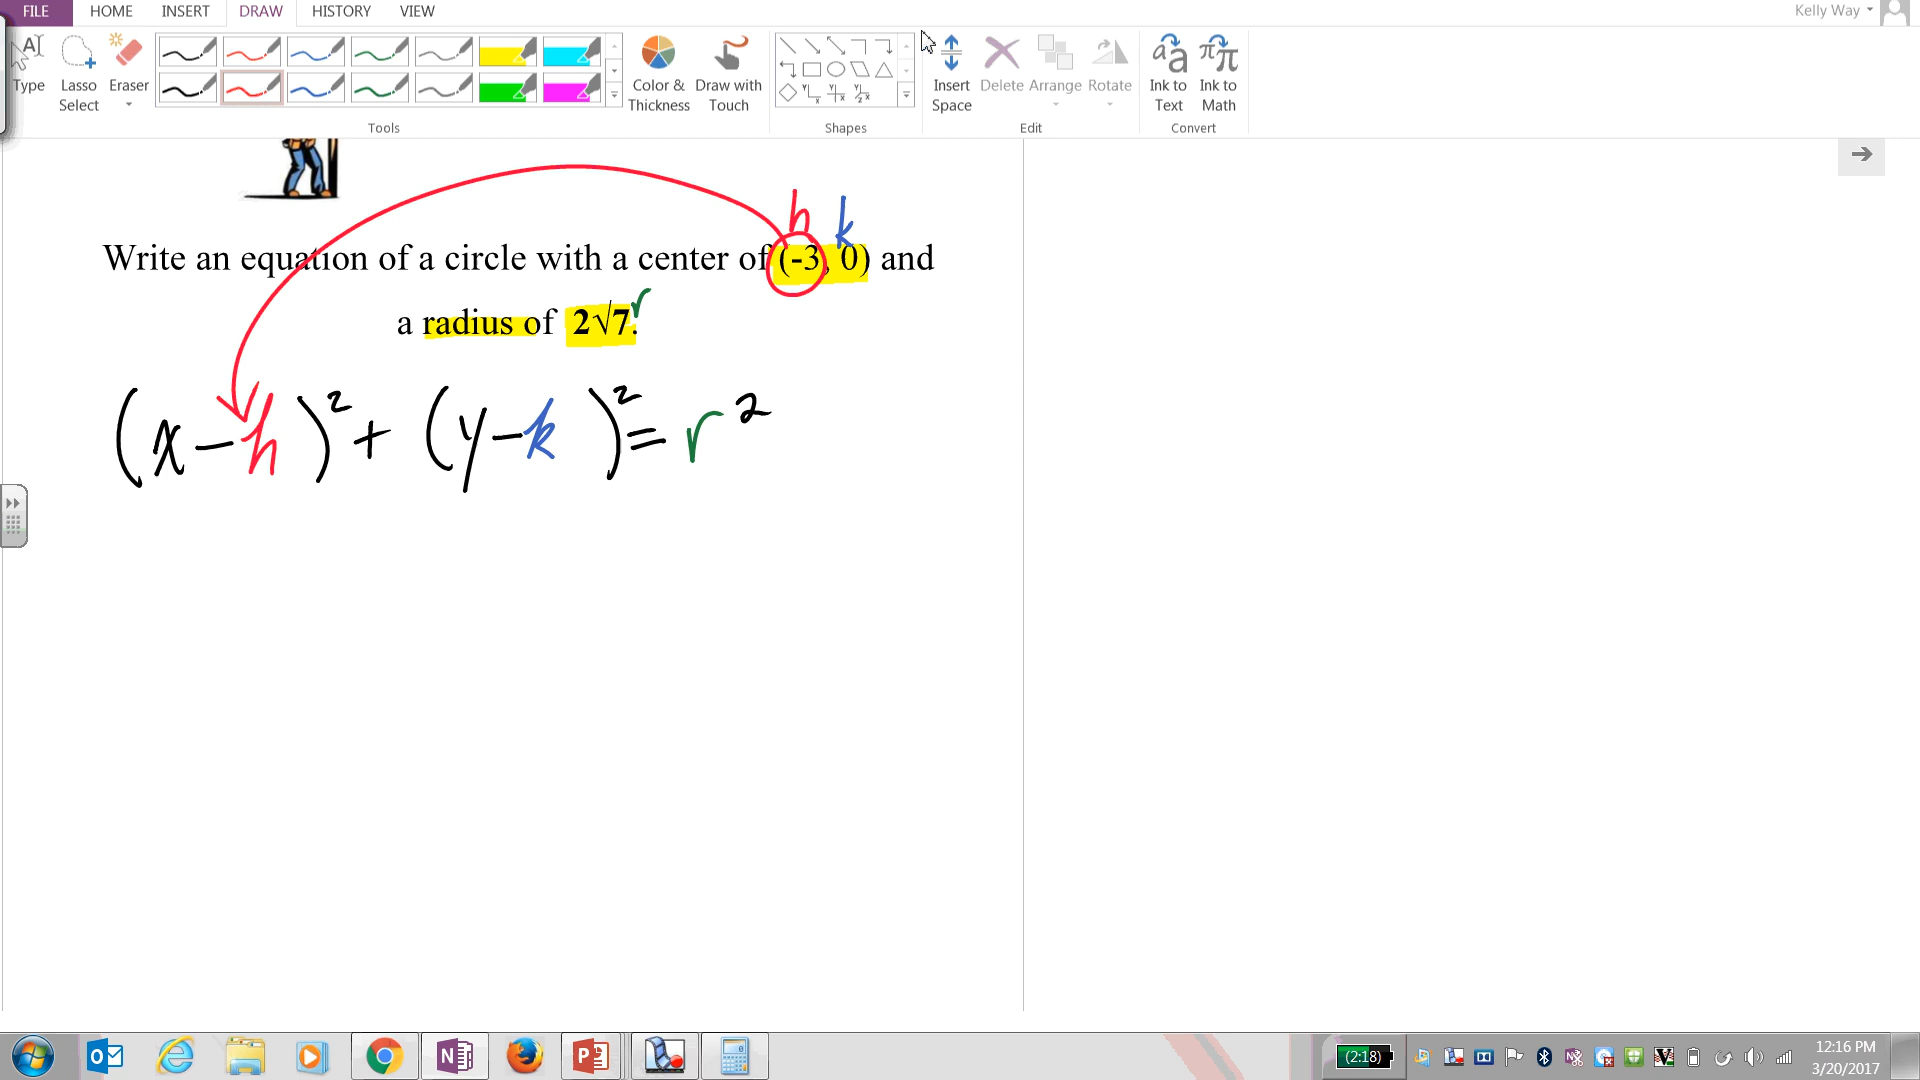 FILE HOME INSERT DRAW HISTORY VIEW Kelly Way
Type Lasso Select Eraser Color & Thickness Draw with Touch Insert Space Delete Arrange Rotate Ink to Text Ink to Math
Tools Shapes Edit Convert
h k
Write an equation of a circle with a center of (-3, 0) and
r
a radius of 2√7.
(x - h)² + (y - k)² = r²
(2:18) 12:16 PM
3/20/2017